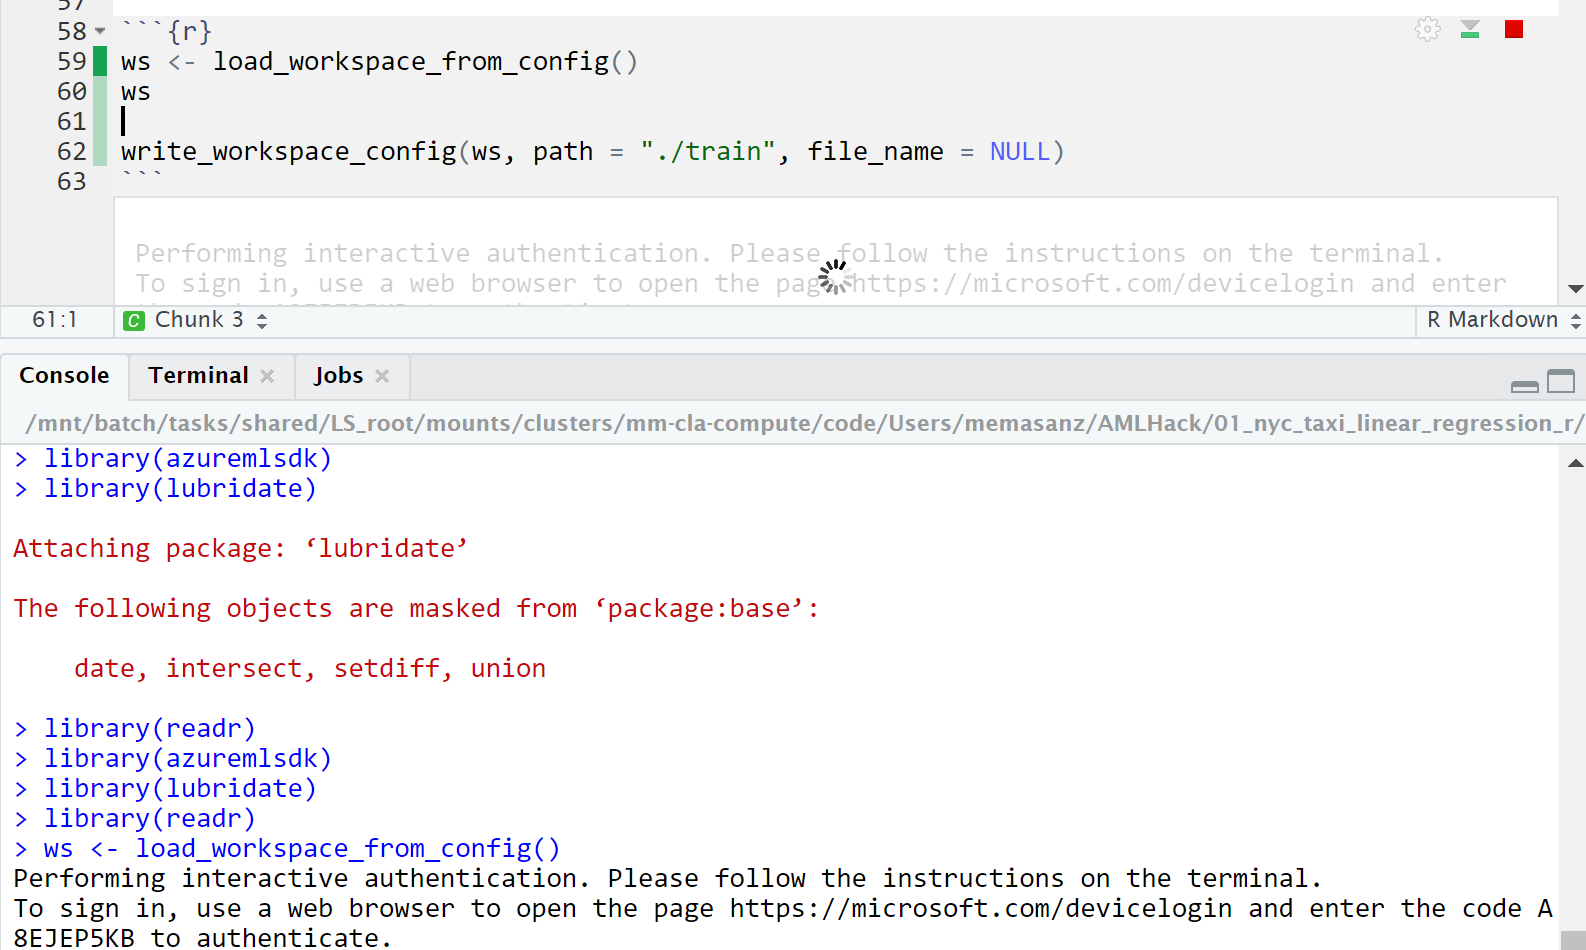 57
58 ```{r}
59 ws <- load_workspace_from_config()
60 ws
61
62 write_workspace_config(ws, path = "./train", file_name = NULL)
63 ```
Performing interactive authentication. Please follow the instructions on the terminal.
To sign in, use a web browser to open the page https://microsoft.com/devicelogin and enter
61:1 C Chunk 3 R Markdown
Console Terminal Jobs
/mnt/batch/tasks/shared/LS_root/mounts/clusters/mm-cla-compute/code/Users/memasanz/AMLHack/01_nyc_taxi_linear_regression_r/
> library(azuremlsdk)
> library(lubridate)
Attaching package: ‘lubridate’
The following objects are masked from ‘package:base’:
date, intersect, setdiff, union
> library(readr)
> library(azuremlsdk)
> library(lubridate)
> library(readr)
> ws <- load_workspace_from_config()
Performing interactive authentication. Please follow the instructions on the terminal.
To sign in, use a web browser to open the page https://microsoft.com/devicelogin and enter the code A
8EJEP5KB to authenticate.